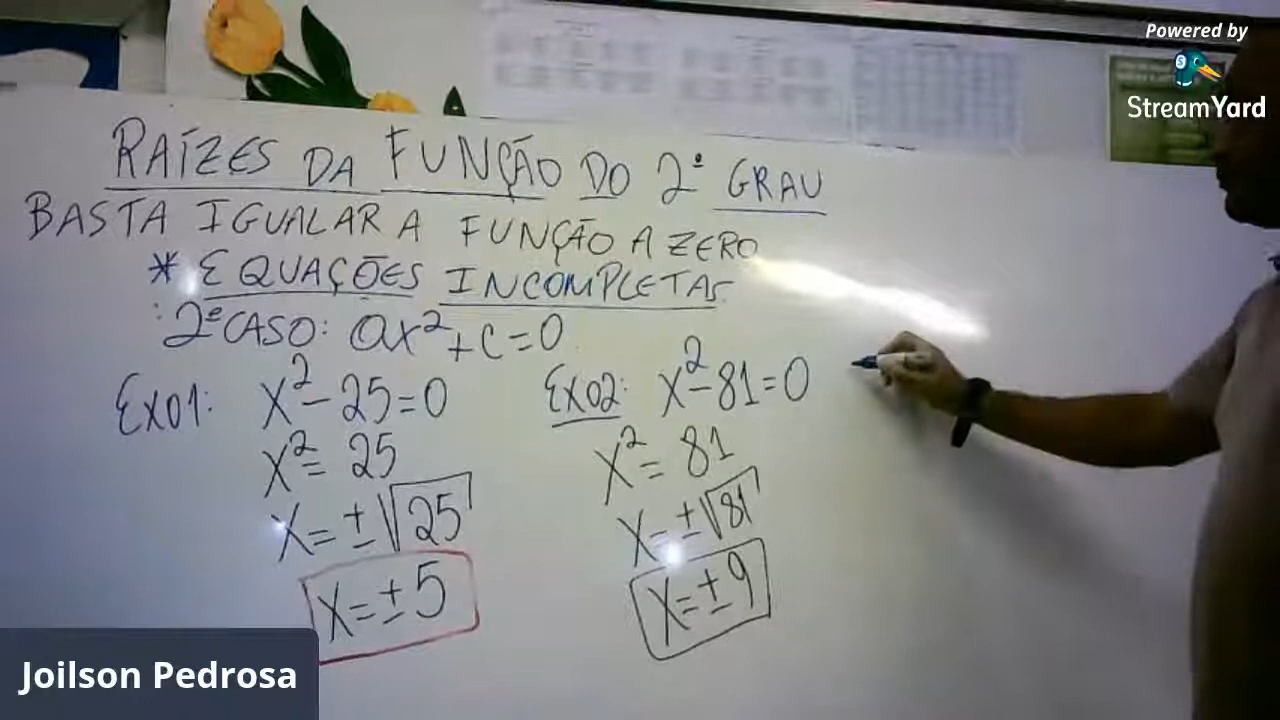 Powered by
StreamYard
RAÍZES DA FUNÇÃO DO 2º GRAU
BASTA IGUALAR A FUNÇÃO A ZERO
* EQUAÇÕES INCOMPLETAS
2º CASO: ax²+c=0
Ex01: x²-25=0
x²=25
x=±√25
x=±5
Ex02: x²-81=0
x²=81
x=±√81
x=±9
Joilson Pedrosa